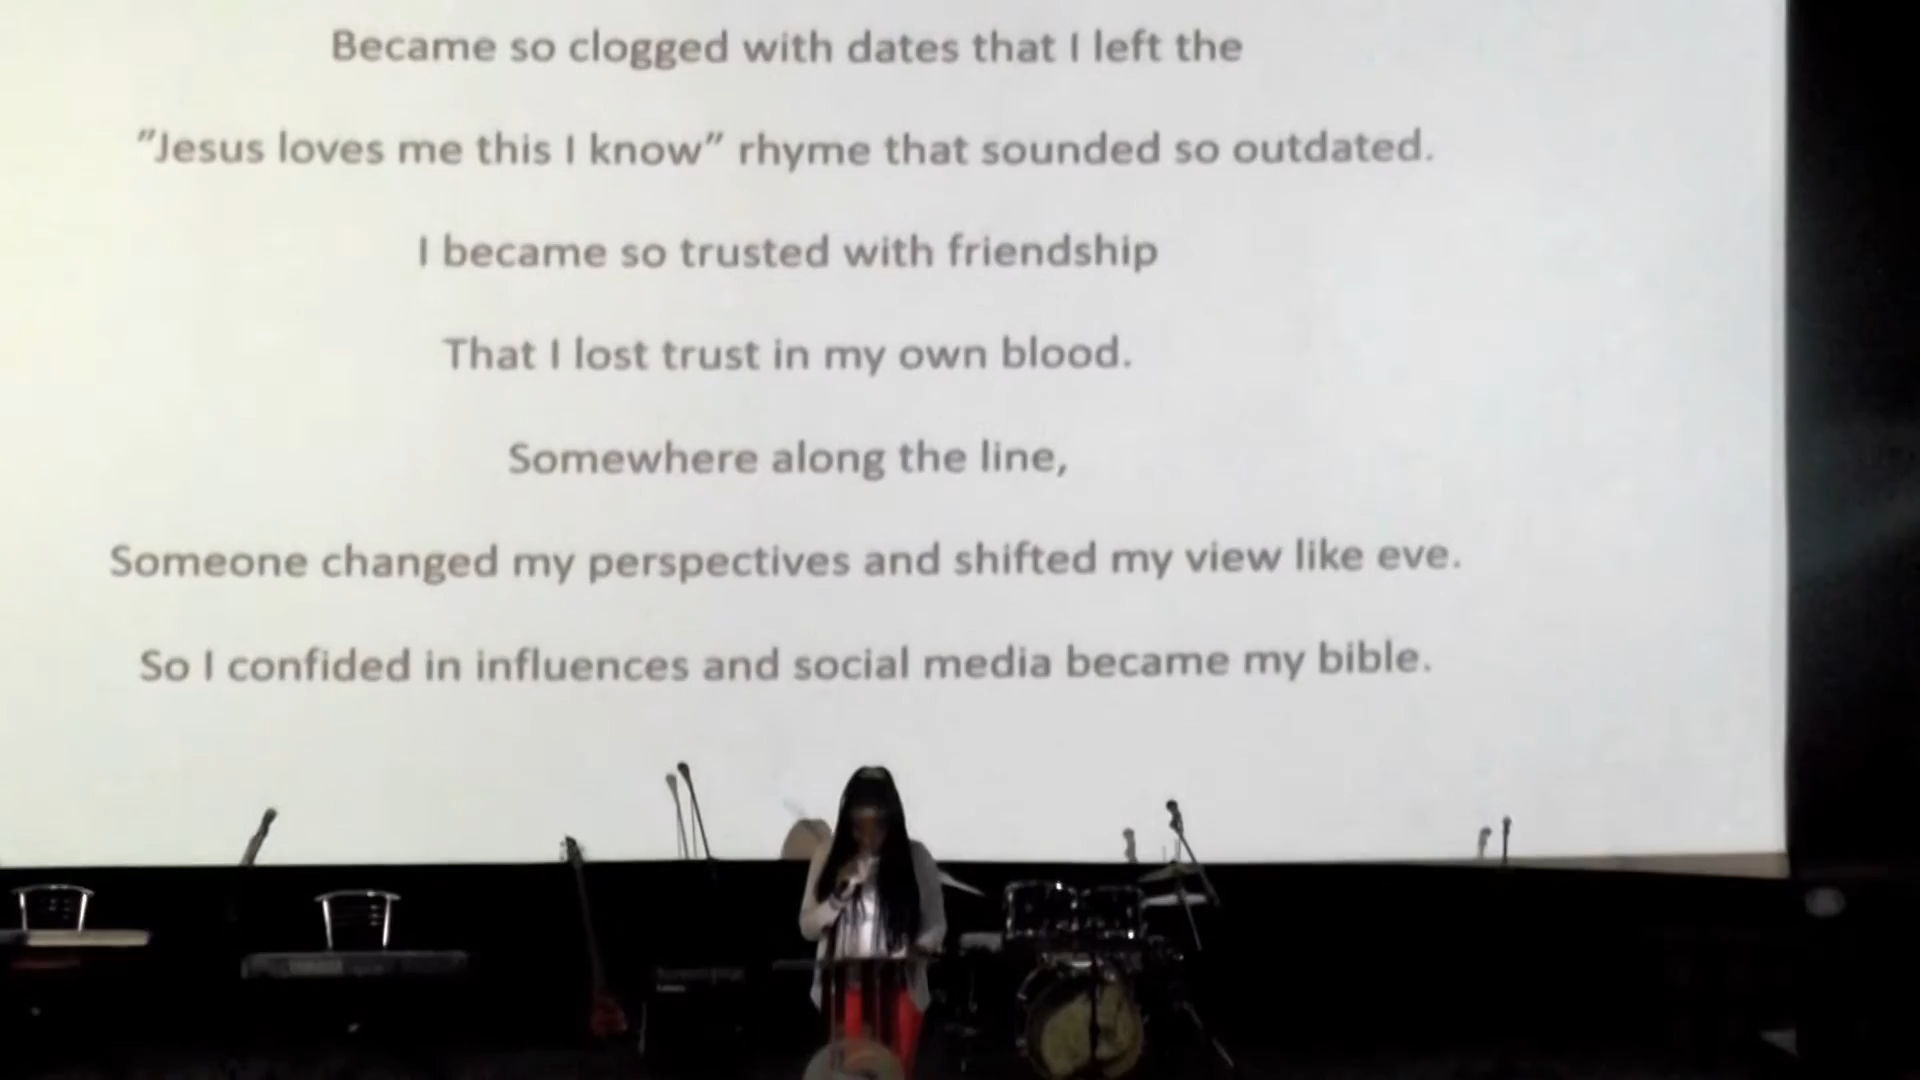 Became so clogged with dates that I left the
"Jesus loves me this I know" rhyme that sounded so outdated.
I became so trusted with friendship
That I lost trust in my own blood.
Somewhere along the line,
Someone changed my perspectives and shifted my view like eve.
So I confided in influences and social media became my bible.